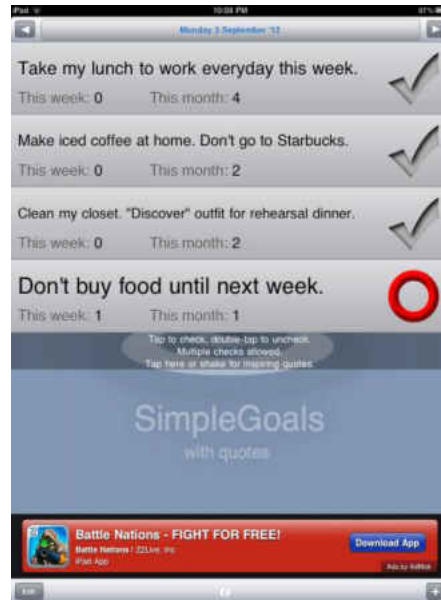 iPad
10:08 PM
Monday 3 September '12
Take my lunch to work everyday this week.
This week: 0 This month: 4
Make iced coffee at home. Don't go to Starbucks.
This week: 0 This month: 2
Clean my closet. "Discover" outfit for rehearsal dinner.
This week: 0 This month: 2
Don't buy food until next week.
This week: 1 This month: 1
Tap to check, double-tap to uncheck.
Multiple checks allowed.
Tap here or shake for inspiring quotes.
SimpleGoals
with quotes
Battle Nations - FIGHT FOR FREE!
Battle Nations / Z2Live, Inc
iPad App
Download App
Ads by AdMob
Edit